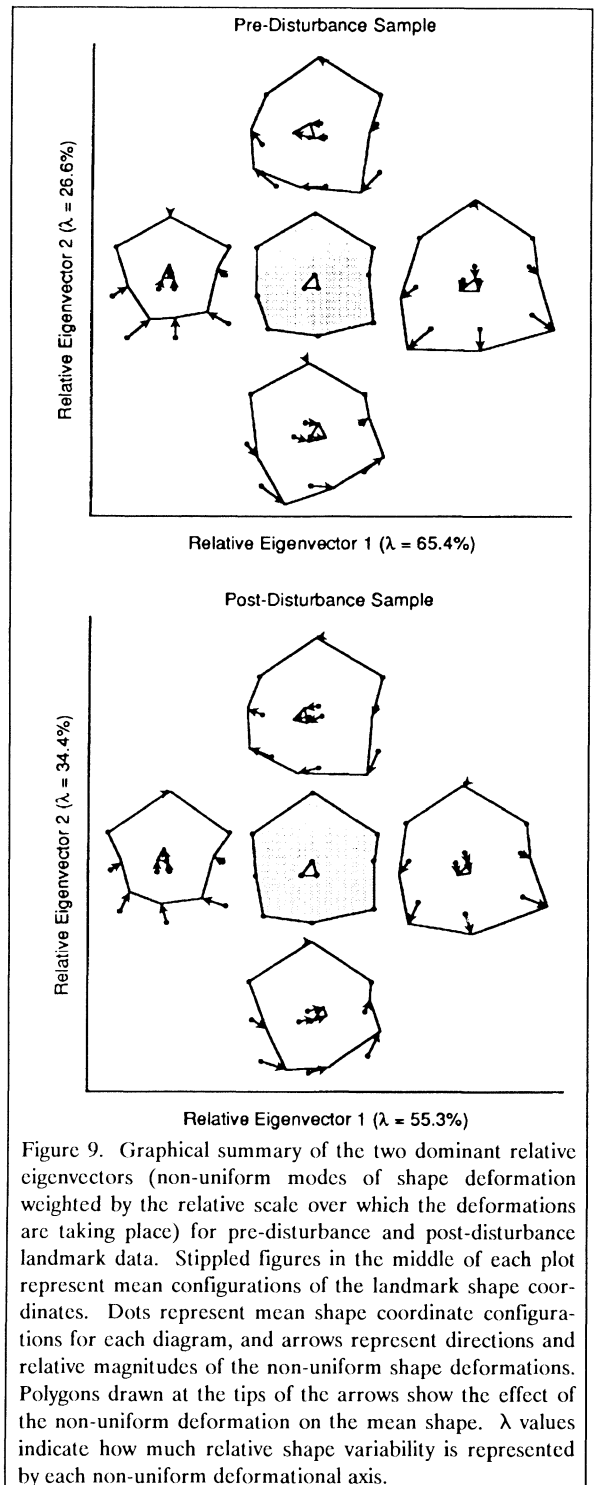 Pre-Disturbance Sample
Relative Eigenvector 2 (λ = 26.6%)
Relative Eigenvector 1 (λ = 65.4%)
Post-Disturbance Sample
Relative Eigenvector 2 (λ = 34.4%)
Relative Eigenvector 1 (λ = 55.3%)
Figure 9. Graphical summary of the two dominant relative
eigenvectors (non-uniform modes of shape deformation
weighted by the relative scale over which the deformations
are taking place) for pre-disturbance and post-disturbance
landmark data. Stippled figures in the middle of each plot
represent mean configurations of the landmark shape coor-
dinates. Dots represent mean shape coordinate configura-
tions for each diagram, and arrows represent directions and
relative magnitudes of the non-uniform shape deformations.
Polygons drawn at the tips of the arrows show the effect of
the non-uniform deformation on the mean shape. λ values
indicate how much relative shape variability is represented
by each non-uniform deformational axis.